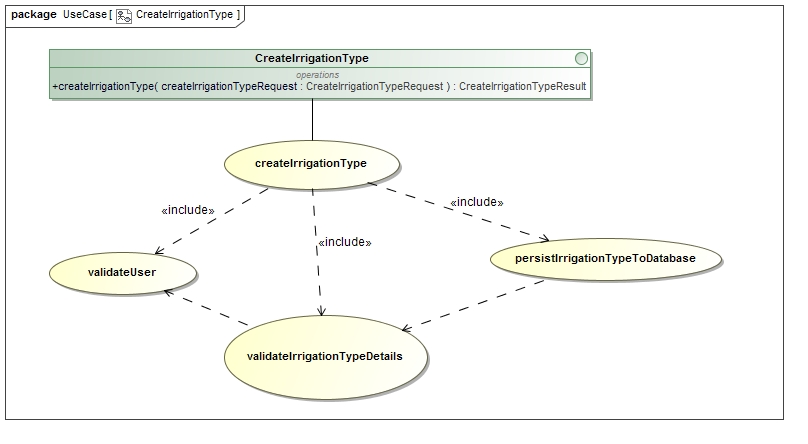 package UseCase[ CreateIrrigationType ]
CreateIrrigationType
operations
+createIrrigationType( createIrrigationTypeRequest : CreateIrrigationTypeRequest ) : CreateIrrigationTypeResult
createIrrigationType
«include»
«include»
«include»
validateUser
persistIrrigationTypeToDatabase
validateIrrigationTypeDetails